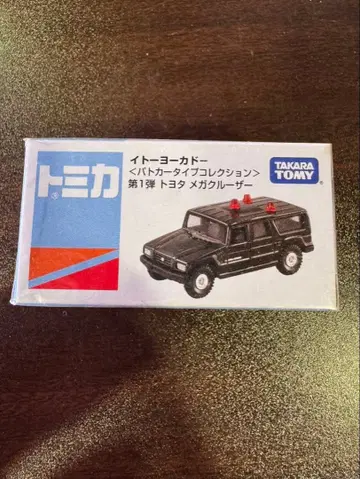 トミカ
イトーヨーカドー
<パトカータイプコレクション>
第1弾 トヨタ メガクルーザー
TAKARA
TOMY